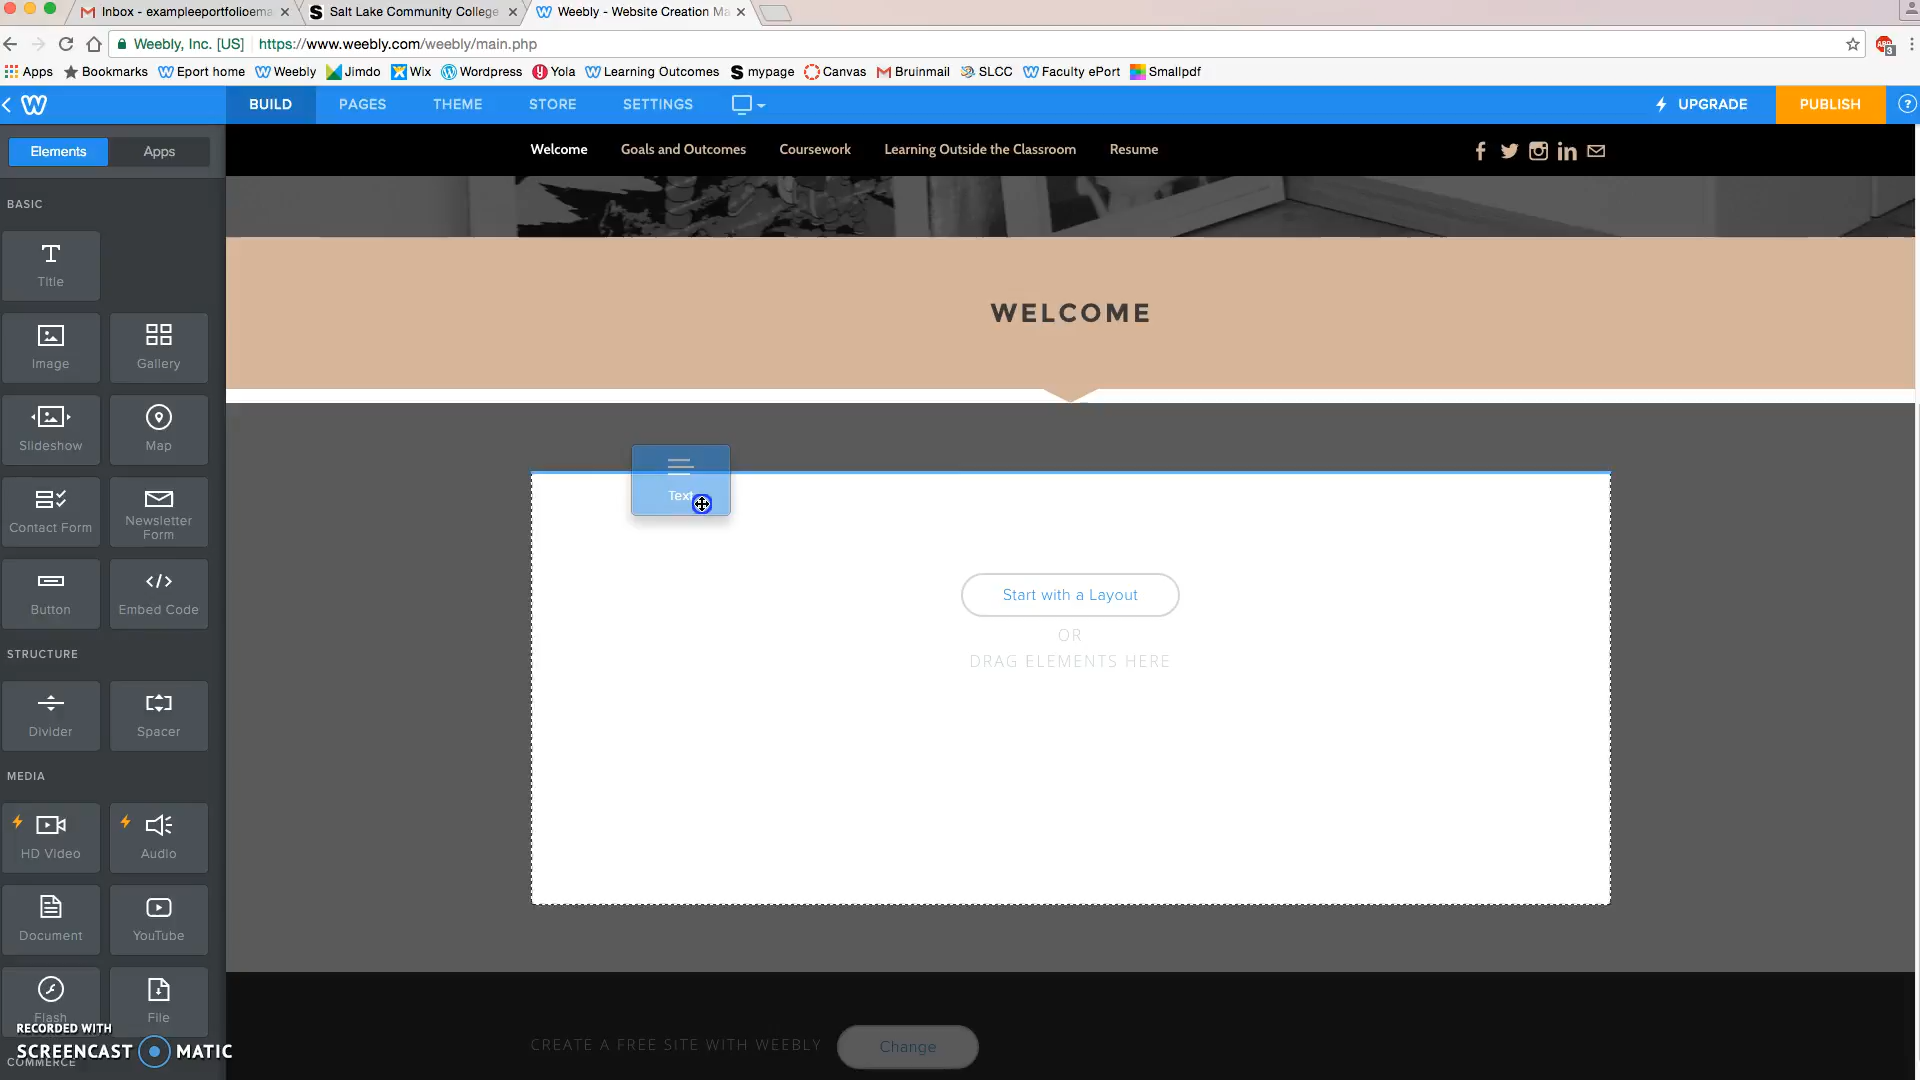 Inbox - exampleeportfolioema
Salt Lake Community College
Weebly - Website Creation Ma
Weebly, Inc. [US]
https://www.weebly.com/weebly/main.php
ABP
3
Apps
Bookmarks
Eport home
Weebly
Jimdo
Wix
Wordpress
Yola
Learning Outcomes
mypage
Canvas
Bruinmail
SLCC
Faculty ePort
Smallpdf
BUILD
PAGES
THEME
STORE
SETTINGS
UPGRADE
PUBLISH
?
Elements
Apps
Welcome
Goals and Outcomes
Coursework
Learning Outside the Classroom
Resume
BASIC
Title
Image
Gallery
Slideshow
Map
Contact Form
Newsletter
Form
Button
Embed Code
STRUCTURE
Divider
Spacer
MEDIA
HD Video
Audio
Document
YouTube
Flash
File
COMMERCE
WELCOME
Text
Start with a Layout
OR
DRAG ELEMENTS HERE
CREATE A FREE SITE WITH WEEBLY
Change
RECORDED WITH
SCREENCAST MATIC